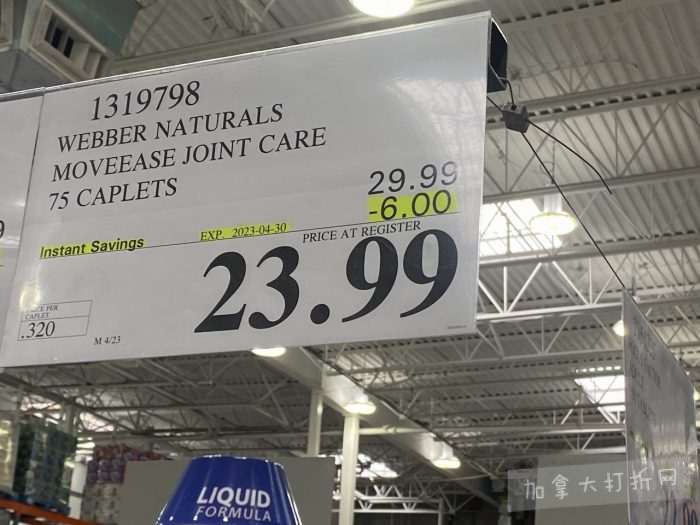 1319798
WEBBER NATURALS
MOVEEASE JOINT CARE
75 CAPLETS
29.99
-6.00
Instant Savings
EXP. 2023-04-30
PRICE AT REGISTER
23.99
PER
CAPLET
.320
M 4/23
LIQUID
FORMULA
加拿大打折网